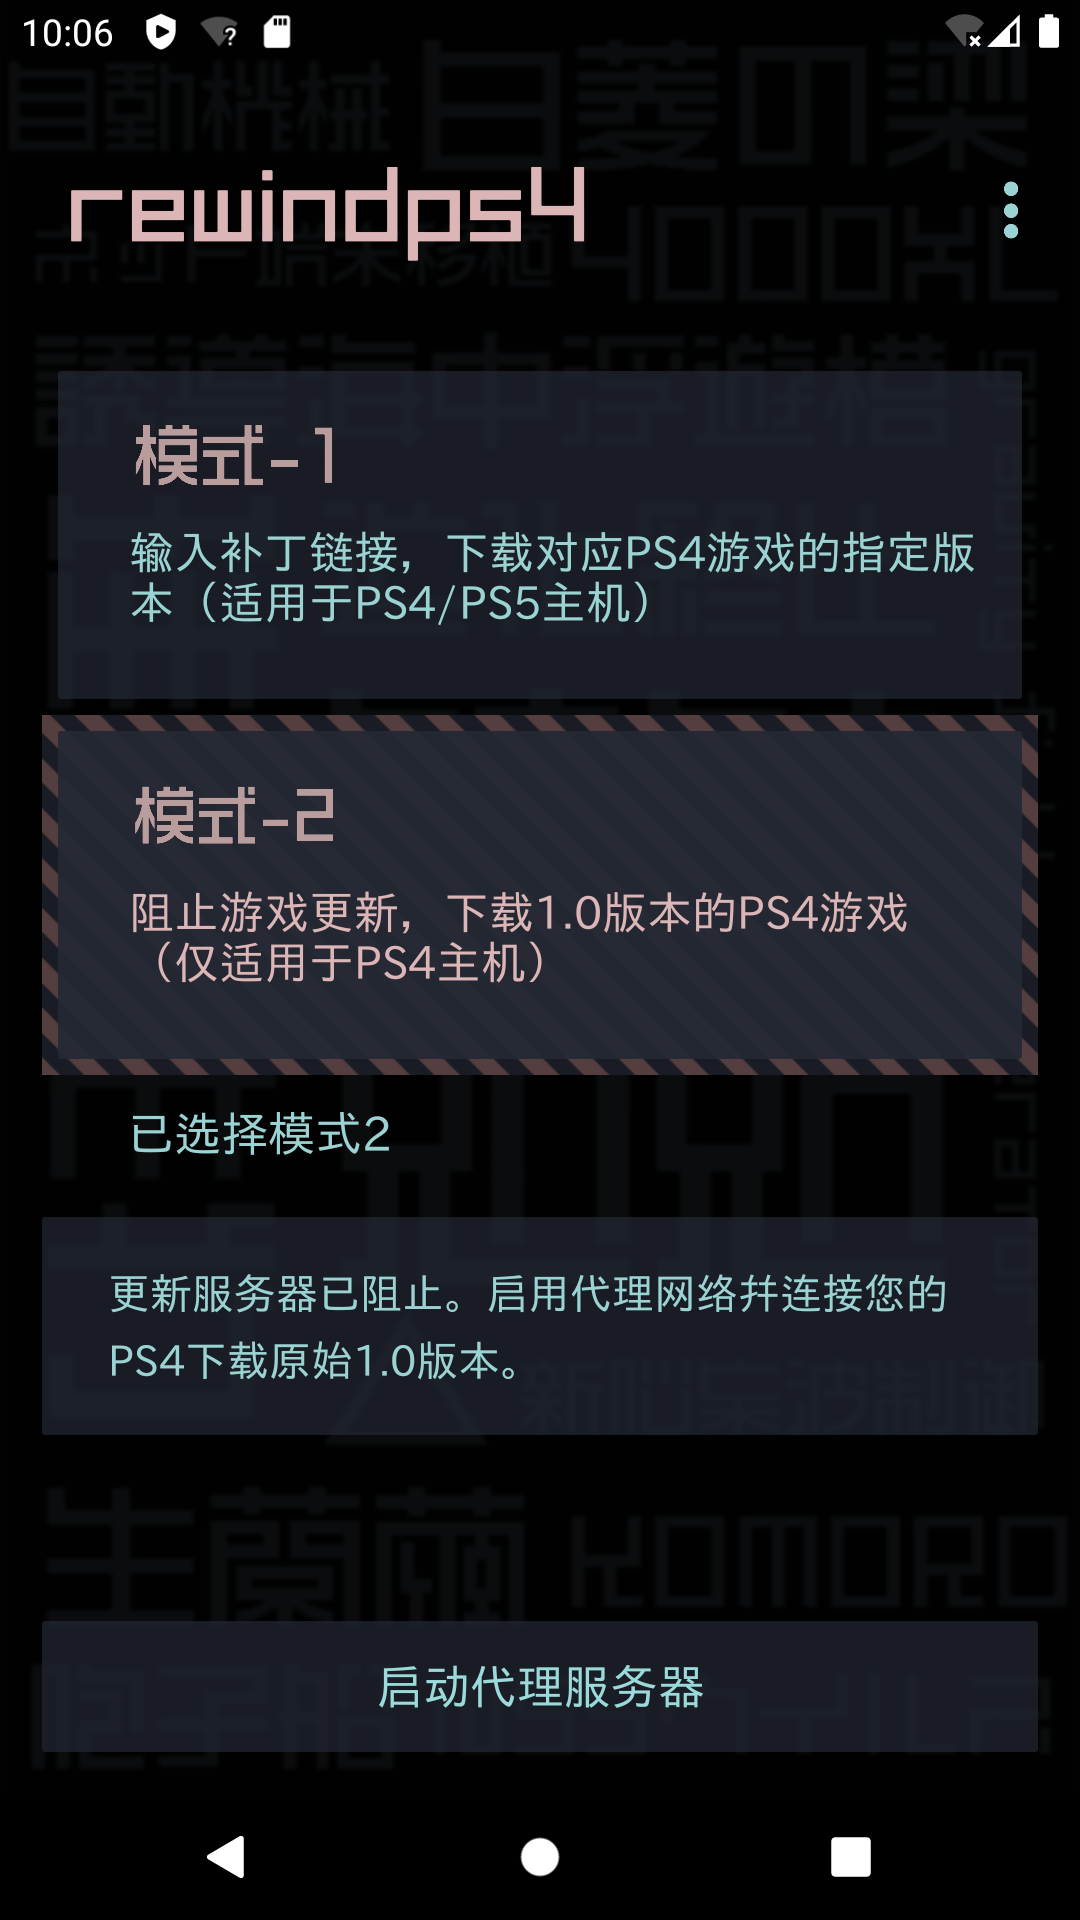 10:06
rewindps4
模式-1
输入补丁链接，下载对应PS4游戏的指定版
本（适用于PS4/PS5主机）
模式-2
阻止游戏更新，下载1.0版本的PS4游戏
（仅适用于PS4主机）
已选择模式2
更新服务器已阻止。启用代理网络并连接您的
PS4下载原始1.0版本。
启动代理服务器